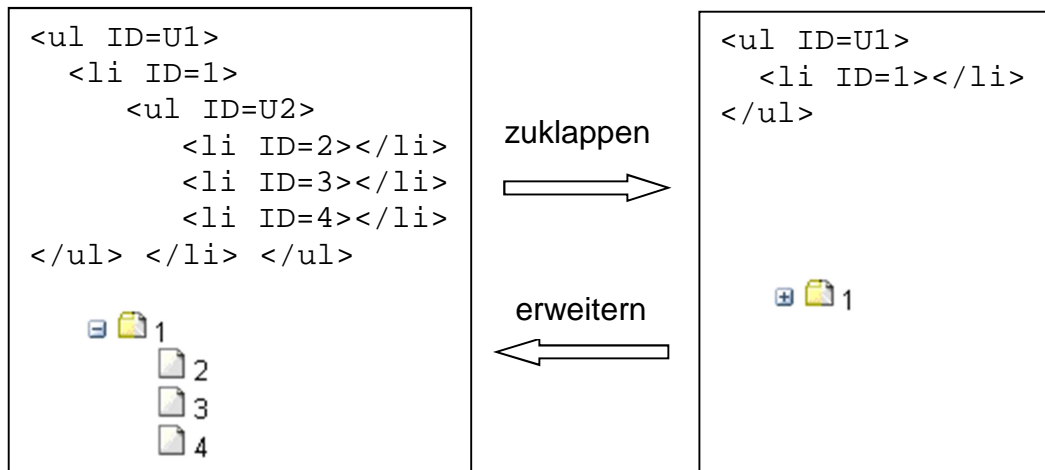 <ul ID=U1>
<li ID=1>
<ul ID=U2>
<li ID=2></li>
<li ID=3></li>
<li ID=4></li>
</ul> </li> </ul>
1
2
3
4
zuklappen
erweitern
<ul ID=U1>
<li ID=1></li>
</ul>
1